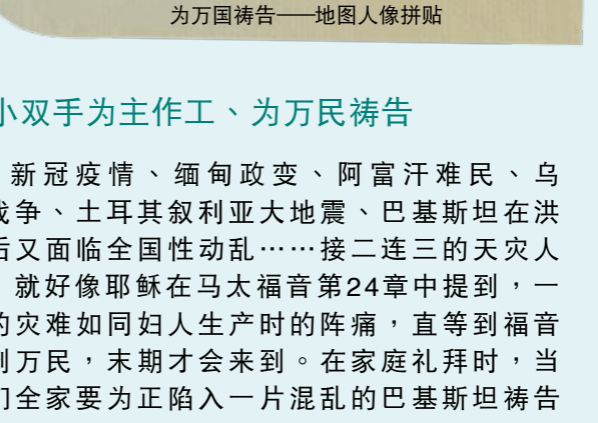 为万国祷告——地图人像拼贴
小双手为主作工、为万民祷告
新冠疫情、缅甸政变、阿富汗难民、乌
战争、土耳其叙利亚大地震、巴基斯坦在洪
后又面临全国性动乱……接二连三的天灾人
就好像耶稣在马太福音第24章中提到，一
的灾难如同妇人生产时的阵痛，直等到福音
到万民，末期才会来到。在家庭礼拜时，当
们全家要为正陷入一片混乱的巴基斯坦祷告